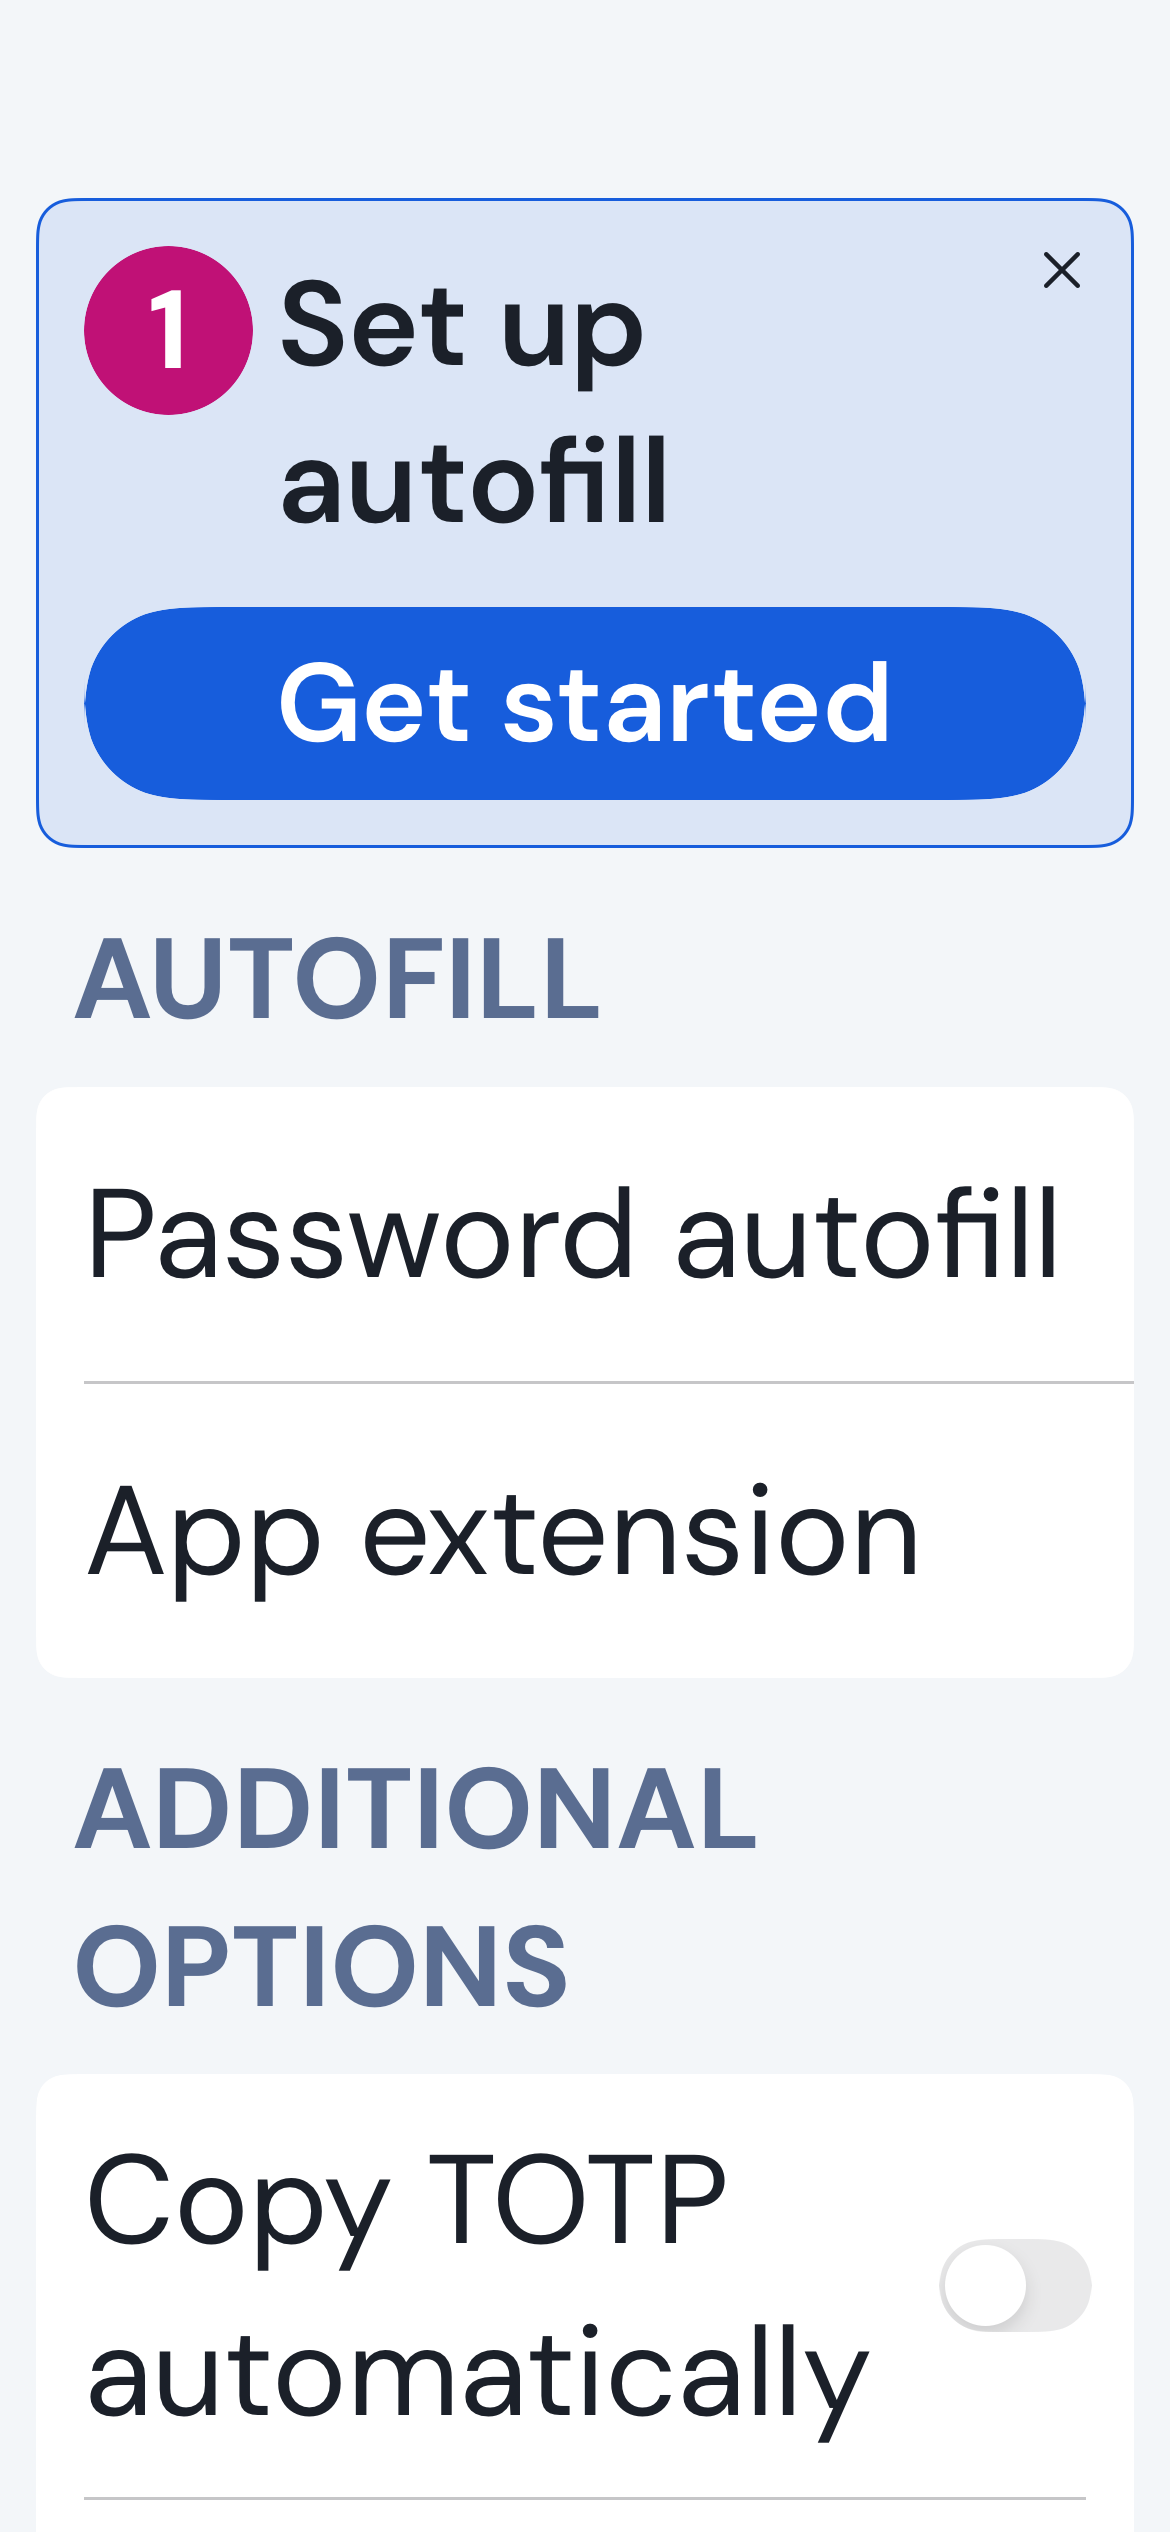 1
Set up
autofill
Get started
AUTOFILL
Password autofill
App extension
ADDITIONAL
OPTIONS
Copy TOTP
automatically